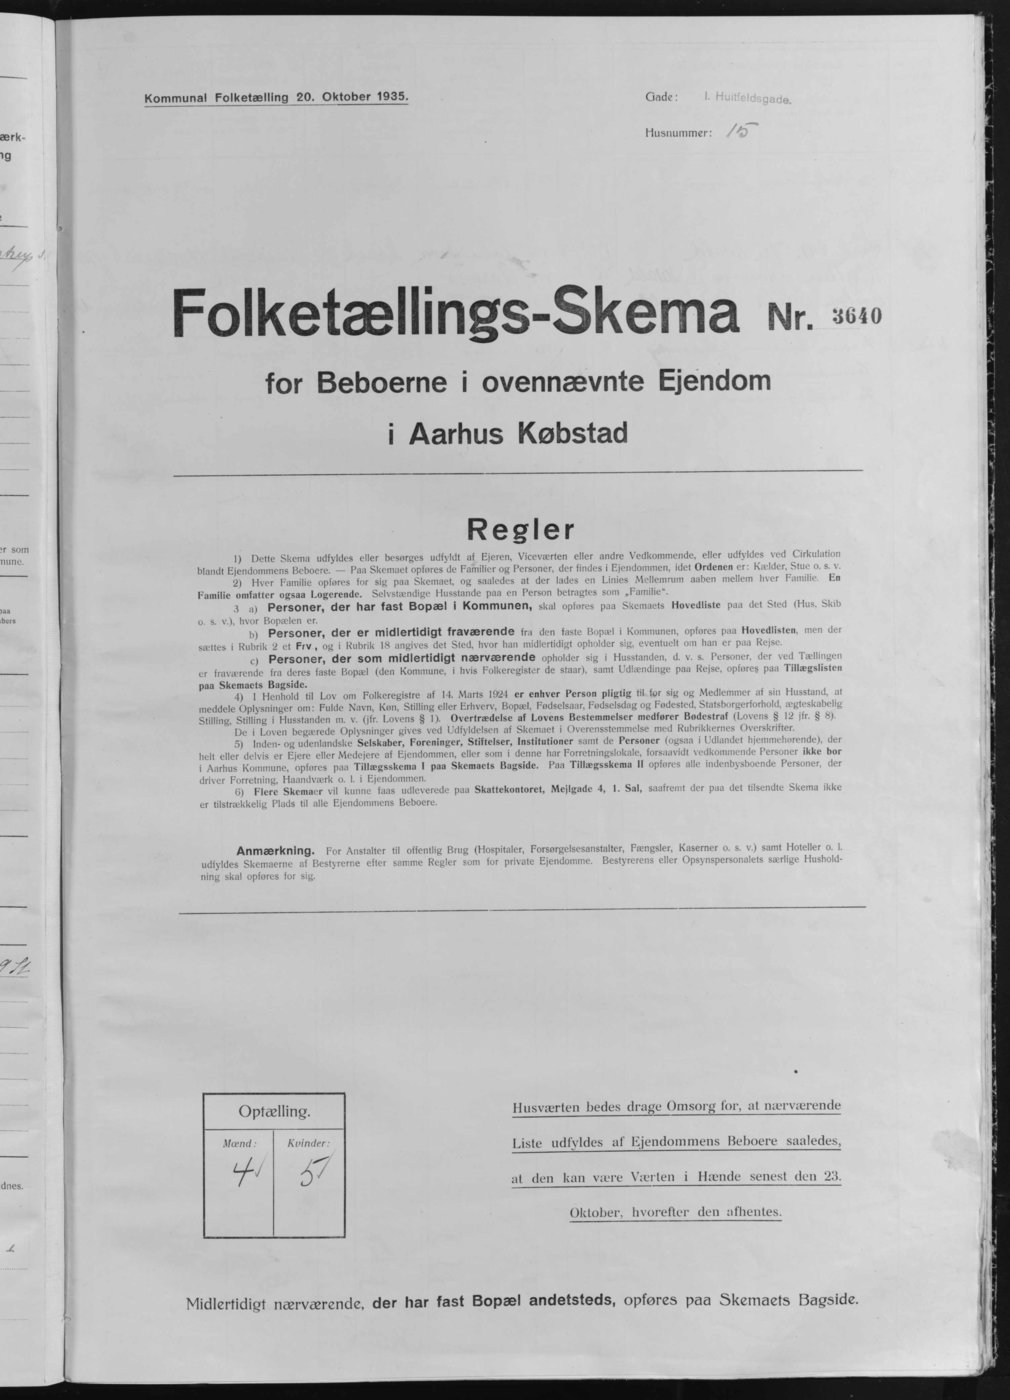 Kommunal Folketælling 20. Oktober 1935.
Gade: I. Huitfeldsgade.
Husnummer: 15
Folketællings-Skema Nr. 3640
for Beboerne i ovennævnte Ejendom
i Aarhus Købstad
Regler
1) Dette Skema udfyldes eller besørges udfyldt af Ejeren, Viceværten eller andre Vedkommende, eller udfyldes ved Cirkulation
blandt Ejendommens Beboere. — Paa Skemaet opføres de Familier og Personer, der findes i Ejendommen, idet Ordenen er: Kælder, Stue o. s. v.
2) Hver Familie opføres for sig paa Skemaet, og saaledes at der lades en Linies Mellemrum aaben mellem hver Familie. En
Familie omfatter ogsaa Logerende. Selvstændige Husstande paa en Person betragtes som „Familie“.
3 a) Personer, der har fast Bopæl i Kommunen, skal opføres paa Skemaets Hovedliste paa det Sted (Hus, Skib
o. s. v.), hvor Bopælen er.
b) Personer, der er midlertidigt fraværende fra den faste Bopæl i Kommunen, opføres paa Hovedlisten, men der
sættes i Rubrik 2 et Frv, og i Rubrik 18 angives det Sted, hvor han midlertidigt opholder sig, eventuelt om han er paa Rejse.
c) Personer, der som midlertidigt nærværende opholder sig i Husstanden, d. v. s. Personer, der ved Tællingen
er fraværende fra deres faste Bopæl (den Kommune, i hvis Folkeregister de staar), samt Udlændinge paa Rejse, opføres paa Tillægslisten
paa Skemaets Bagside.
4) I Henhold til Lov om Folkeregistre af 14. Marts 1924 er enhver Person pligtig til for sig og Medlemmer af sin Husstand, at
meddele Oplysninger om: Fulde Navn, Køn, Stilling eller Erhverv, Bopæl, Fødselsaar, Fødselsdag og Fødested, Statsborgerforhold, ægteskabelig
Stilling, Stilling i Husstanden m. v. (jfr. Lovens § 1). Overtrædelse af Lovens Bestemmelser medfører Bødestraf (Lovens § 12 jfr. § 8).
De i Loven begærede Oplysninger gives ved Udfyldelsen af Skemaet i Overensstemmelse med Rubrikkernes Overskrifter.
5) Inden- og udenlandske Selskaber, Foreninger, Stiftelser, Institutioner samt de Personer (ogsaa i Udlandet hjemmehørende), der
helt eller delvis er Ejere eller Medejere af Ejendommen, eller som i denne har Forretningslokale, forsaavidt vedkommende Personer ikke bor
i Aarhus Kommune, opføres paa Tillægsskema I paa Skemaets Bagside. Paa Tillægsskema II opføres alle indenbysboende Personer, der
driver Forretning, Haandværk o. l. i Ejendommen.
6) Flere Skemaer vil kunne faas udleverede paa Skattekontoret, Mejlgade 4, 1. Sal, saafremt der paa det tilsendte Skema ikke
er tilstrækkelig Plads til alle Ejendommens Beboere.
Anmærkning. For Anstalter til offentlig Brug (Hospitaler, Forsørgelsesanstalter, Fængsler, Kaserner o. s. v.) samt Hoteller o. l.
udfyldes Skemaerne af Bestyrerne efter samme Regler som for private Ejendomme. Bestyrerens eller Opsynspersonalets særlige Hushold-
ning skal opføres for sig.
Optælling.
Mænd: Kvinder:
4 5
Husværten bedes drage Omsorg for, at nærværende
Liste udfyldes af Ejendommens Beboere saaledes,
at den kan være Værten i Hænde senest den 23.
Oktober, hvorefter den afhentes.
Midlertidigt nærværende, der har fast Bopæl andetsteds, opføres paa Skemaets Bagside.